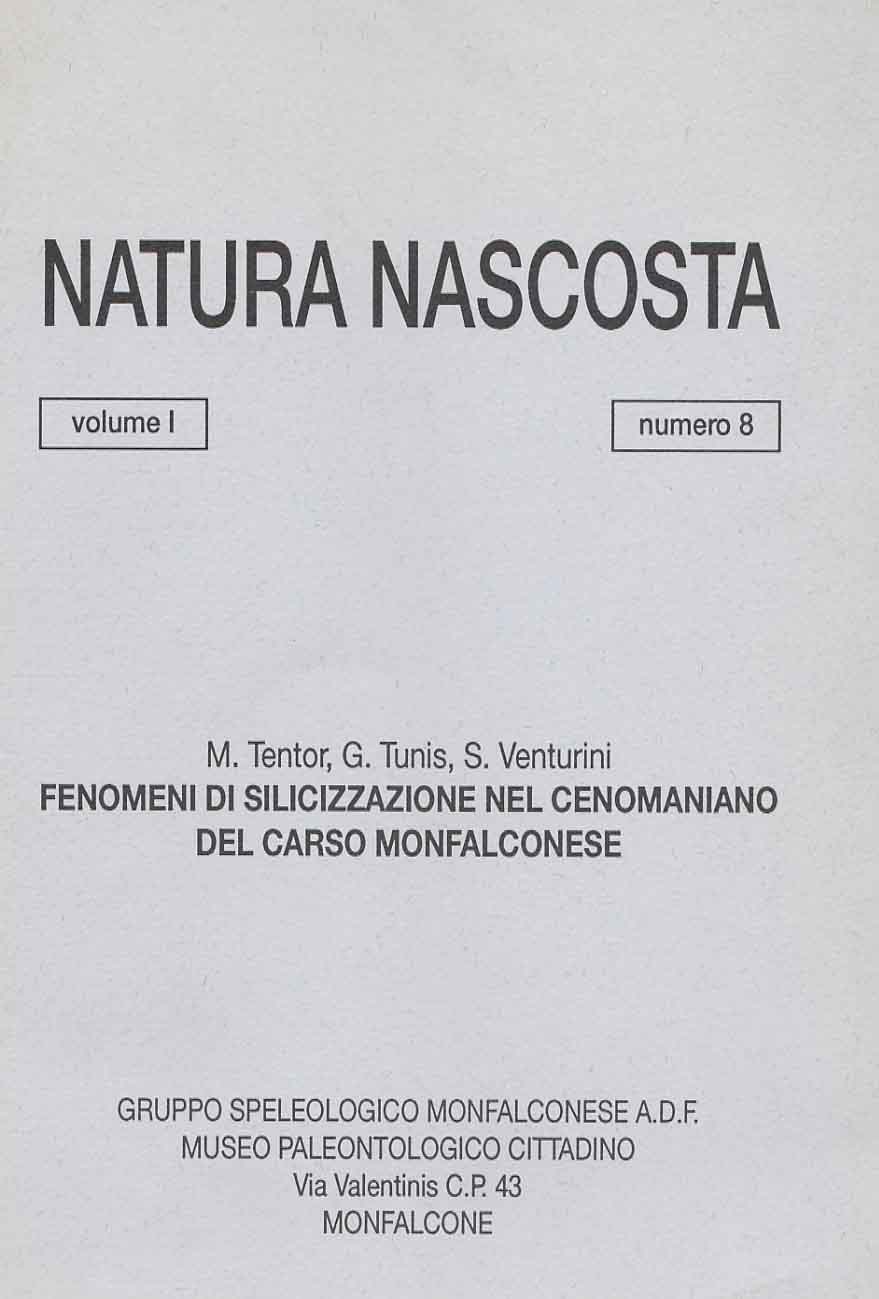 NATURA NASCOSTA
volume I
numero 8
M. Tentor, G. Tunis, S. Venturini
FENOMENI DI SILICIZZAZIONE NEL CENOMANIANO
DEL CARSO MONFALCONESE
GRUPPO SPELEOLOGICO MONFALCONESE A.D.F.
MUSEO PALEONTOLOGICO CITTADINO
Via Valentinis C.P. 43
MONFALCONE